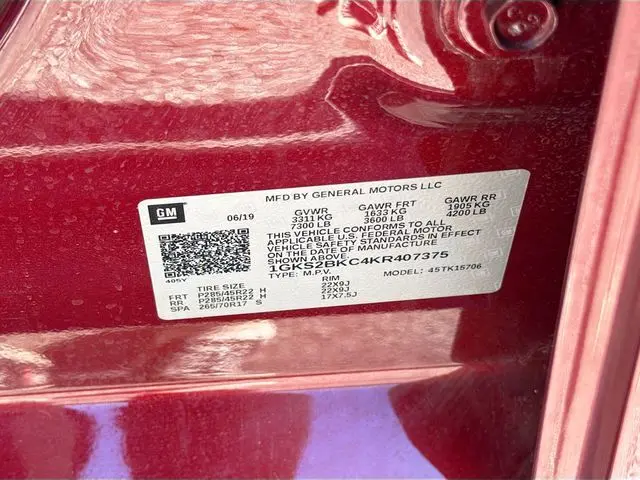 MFD BY GENERAL MOTORS LLC
GM
06/19
GVWR GAWR FRT GAWR RR
3311 KG 1633 KG 1905 KG
7300 LB 3600 LB 4200 LB
THIS VEHICLE CONFORMS TO ALL
APPLICABLE U.S. FEDERAL MOTOR
VEHICLE SAFETY STANDARDS IN EFFECT
ON THE DATE OF MANUFACTURE
1GKS2BKC4KR407375
405Y
TYPE: M.P.V. MODEL: 45TK15706
TIRE SIZE RIM
FRT P285/45R22 H 22X9J
RR P285/45R22 H 22X9J
SPA 265/70R17 S 17X7.5J